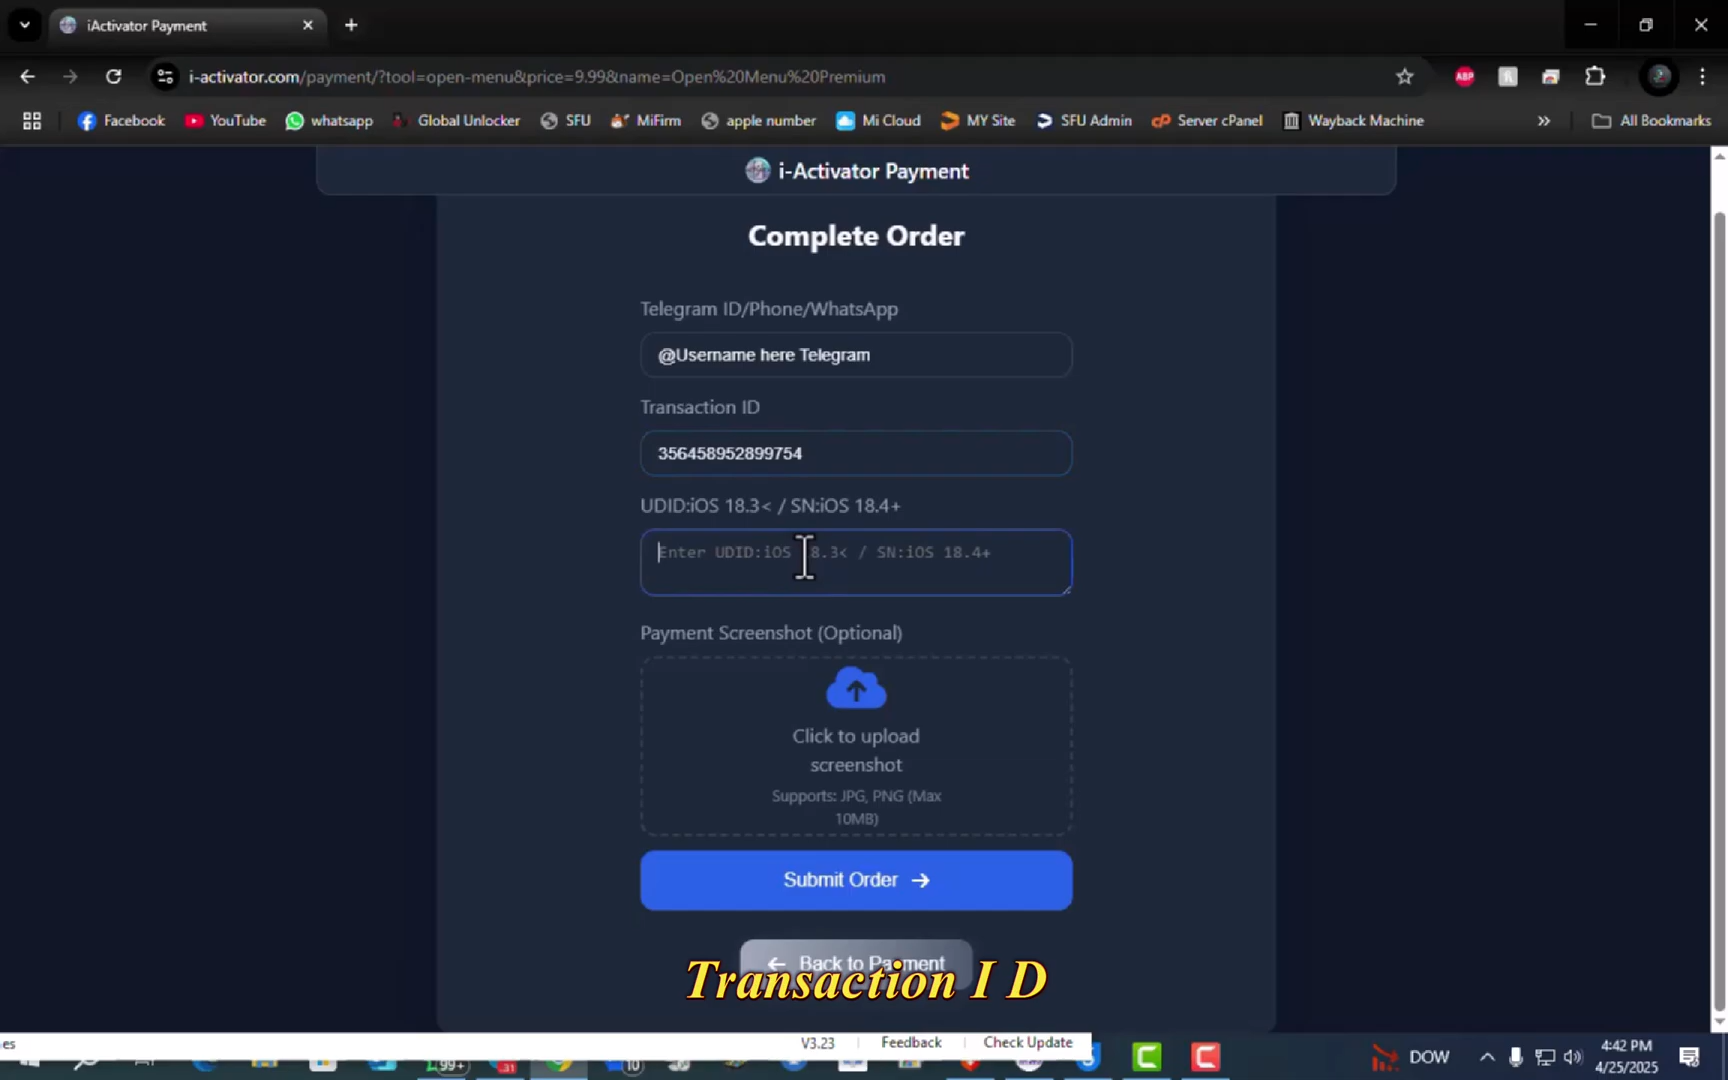 iActivator Payment
i-activator.com/payment/?tool=open-menu&price=9.99&name=Open%20Menu%20Premium
ABP
Facebook YouTube whatsapp Global Unlocker SFU MiFirm apple number Mi Cloud MY Site SFU Admin Server cPanel Wayback Machine » All Bookmarks
i-Activator Payment
Complete Order
Telegram ID/Phone/WhatsApp
@Username here Telegram
Transaction ID
356458952899754
UDID:iOS 18.3< / SN:iOS 18.4+
Enter UDID:iOS 18.3< / SN:iOS 18.4+
Payment Screenshot (Optional)
Click to upload
screenshot
Supports: JPG, PNG (Max
10MB)
Submit Order →
← Back to Payment
Transaction I D
es V3.23 Feedback Check Update
99+ 31 10 DOW 4:42 PM
4/25/2025